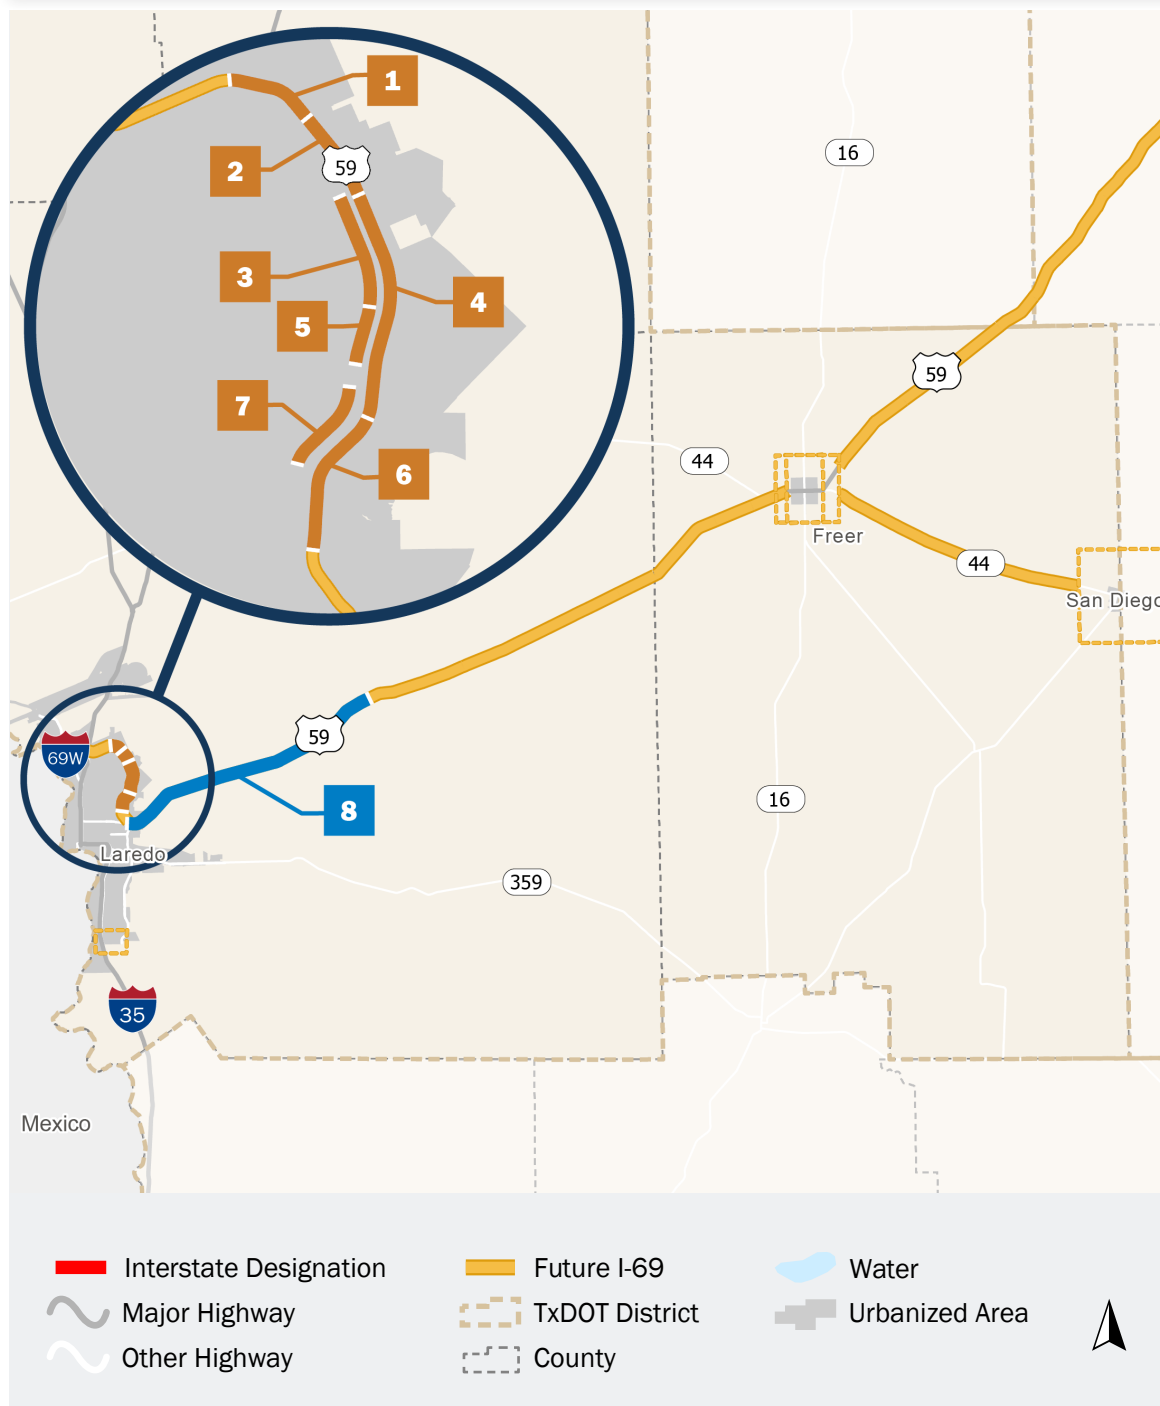 1
16
2
59
3
4
5
59
7
44
6
Freer
44
San Diego
59
69W
16
8
Laredo
359
35
Mexico
Interstate Designation
Future I-69
Water
Major Highway
TxDOT District
Urbanized Area
Other Highway
County